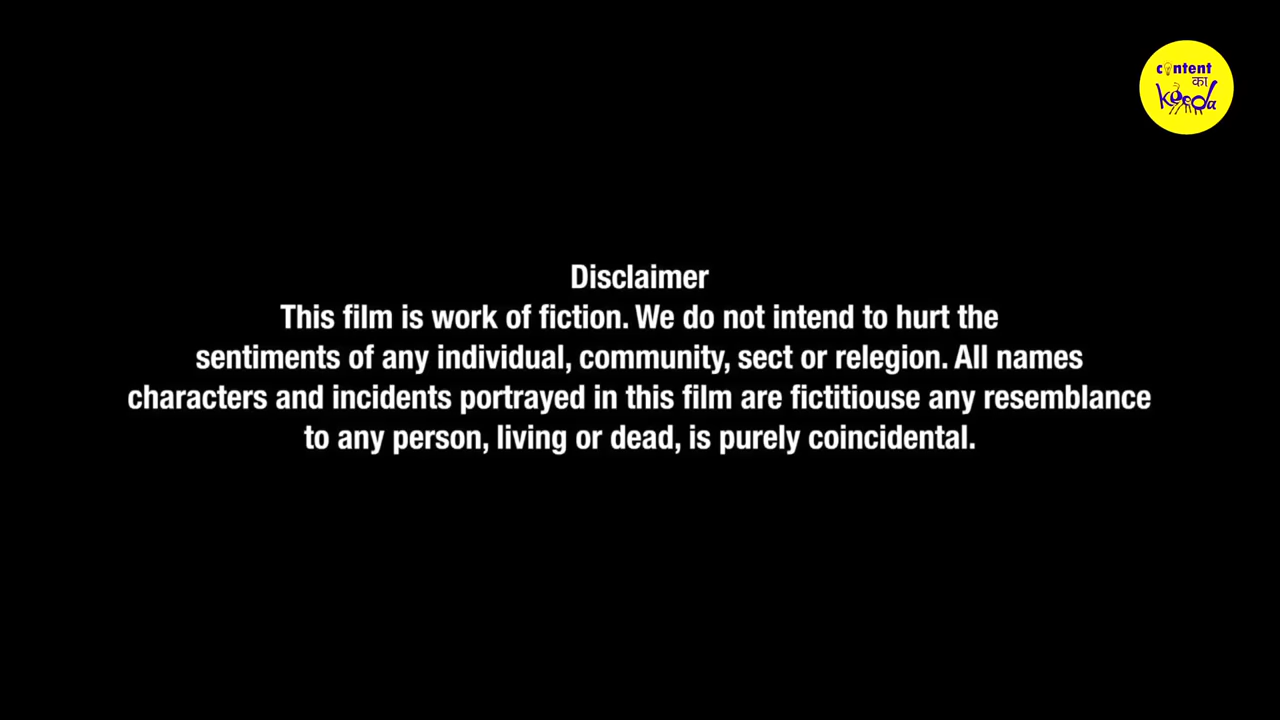 content
का
keeda
Disclaimer
This film is work of fiction. We do not intend to hurt the
sentiments of any individual, community, sect or relegion. All names
characters and incidents portrayed in this film are fictitiouse any resemblance
to any person, living or dead, is purely coincidental.